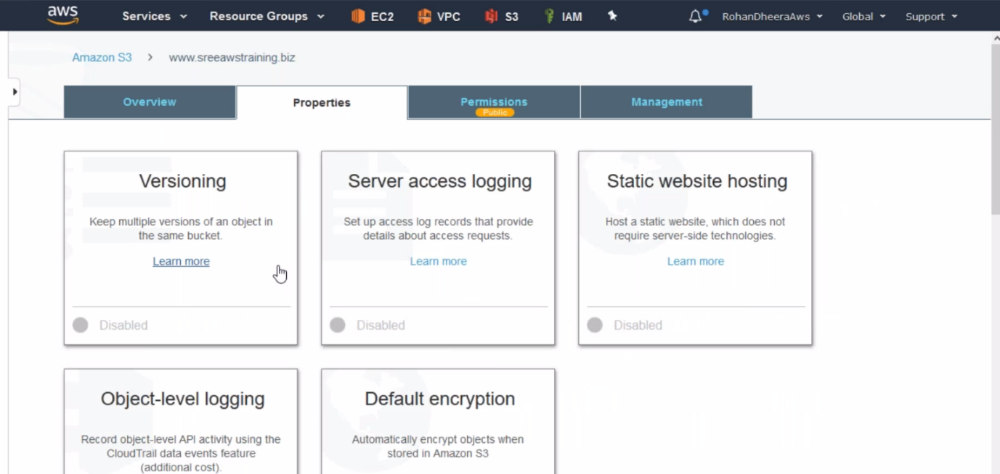 aws Services Resource Groups EC2 VPC S3 IAM RohanDheeraAws Global Support
Amazon S3 > www.sreeawstraining.biz
Overview Properties Permissions Management
Public
Versioning
Keep multiple versions of an object in
the same bucket.
Learn more
Disabled
Server access logging
Set up access log records that provide
details about access requests.
Learn more
Disabled
Static website hosting
Host a static website, which does not
require server-side technologies.
Learn more
Disabled
Object-level logging
Record object-level API activity using the
CloudTrail data events feature
(additional cost).
Default encryption
Automatically encrypt objects when
stored in Amazon S3